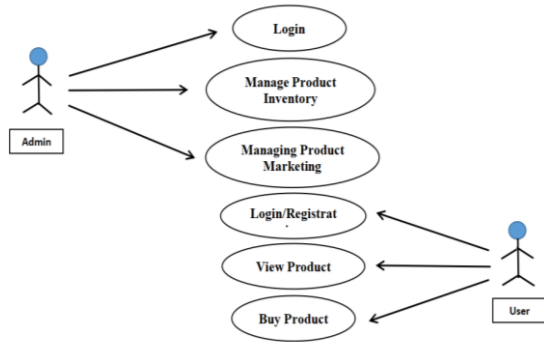 Login
Manage Product
Inventory
Admin
Managing Product
Marketing
Login/Registrat
View Product
Buy Product
User